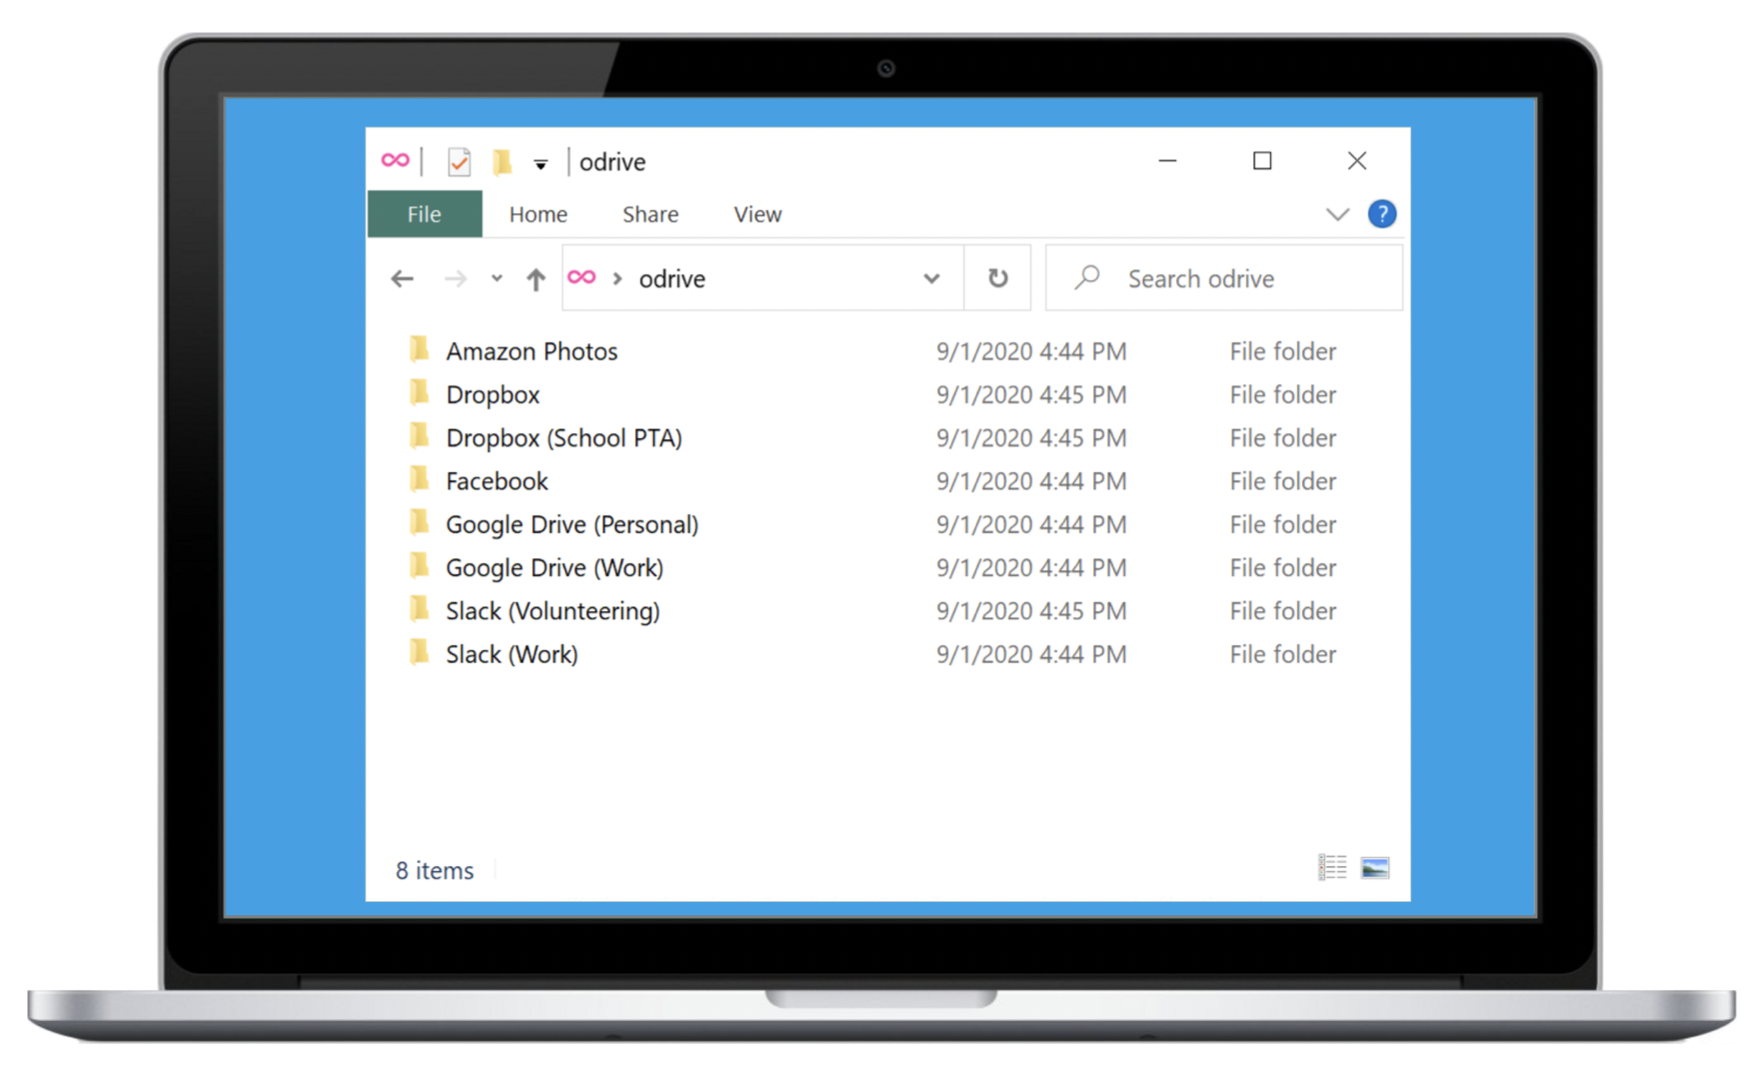 odrive
File Home Share View ?
odrive Search odrive
Amazon Photos 9/1/2020 4:44 PM File folder
Dropbox 9/1/2020 4:45 PM File folder
Dropbox (School PTA) 9/1/2020 4:45 PM File folder
Facebook 9/1/2020 4:44 PM File folder
Google Drive (Personal) 9/1/2020 4:44 PM File folder
Google Drive (Work) 9/1/2020 4:44 PM File folder
Slack (Volunteering) 9/1/2020 4:45 PM File folder
Slack (Work) 9/1/2020 4:44 PM File folder
8 items